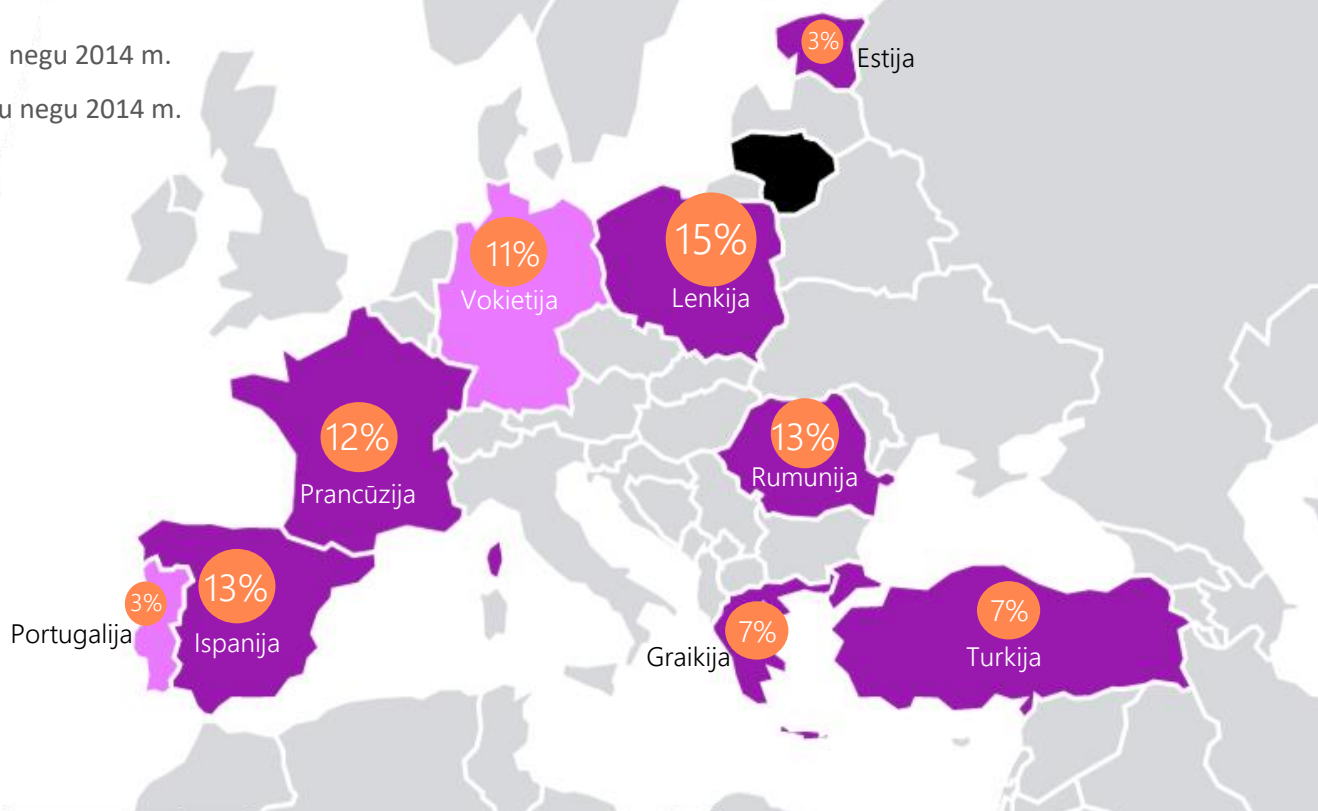 negu 2014 m.
u negu 2014 m.
3%
Estija
15%
Lenkija
11%
Vokietija
12%
Prancūzija
13%
Rumunija
3%
Portugalija
13%
Ispanija
7%
Graikija
7%
Turkija